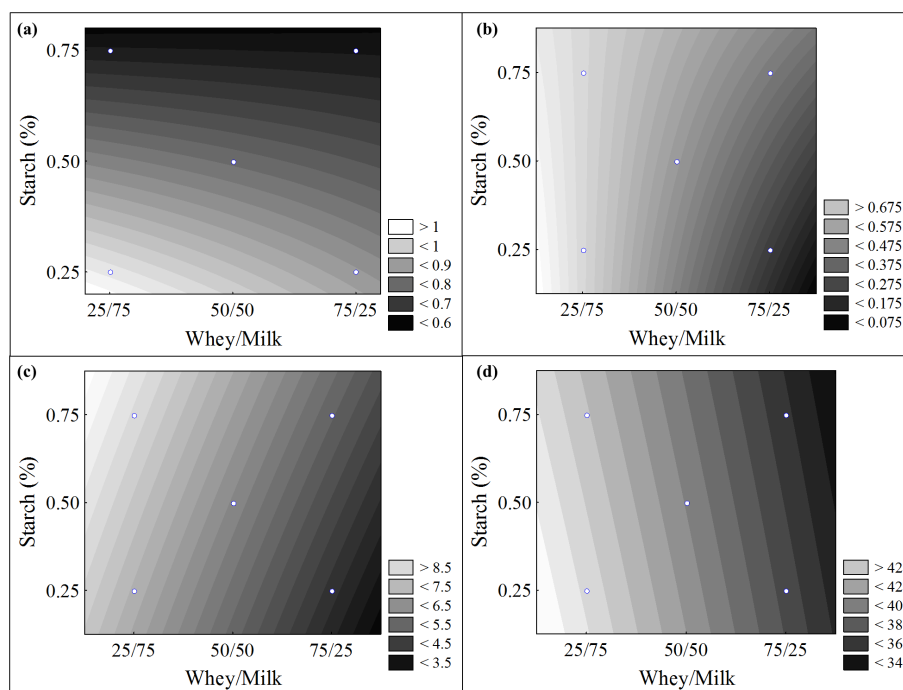 (a)
0.75
0.50
0.25
Starch (%)
25/75 50/50 75/25
Whey/Milk
> 1
< 1
< 0.9
< 0.8
< 0.7
< 0.6
(b)
0.75
0.50
0.25
Starch (%)
25/75 50/50 75/25
Whey/Milk
> 0.675
< 0.575
< 0.475
< 0.375
< 0.275
< 0.175
< 0.075
(c)
0.75
0.50
0.25
Starch (%)
25/75 50/50 75/25
Whey/Milk
> 8.5
< 7.5
< 6.5
< 5.5
< 4.5
< 3.5
(d)
0.75
0.50
0.25
Starch (%)
25/75 50/50 75/25
Whey/Milk
> 42
< 42
< 40
< 38
< 36
< 34